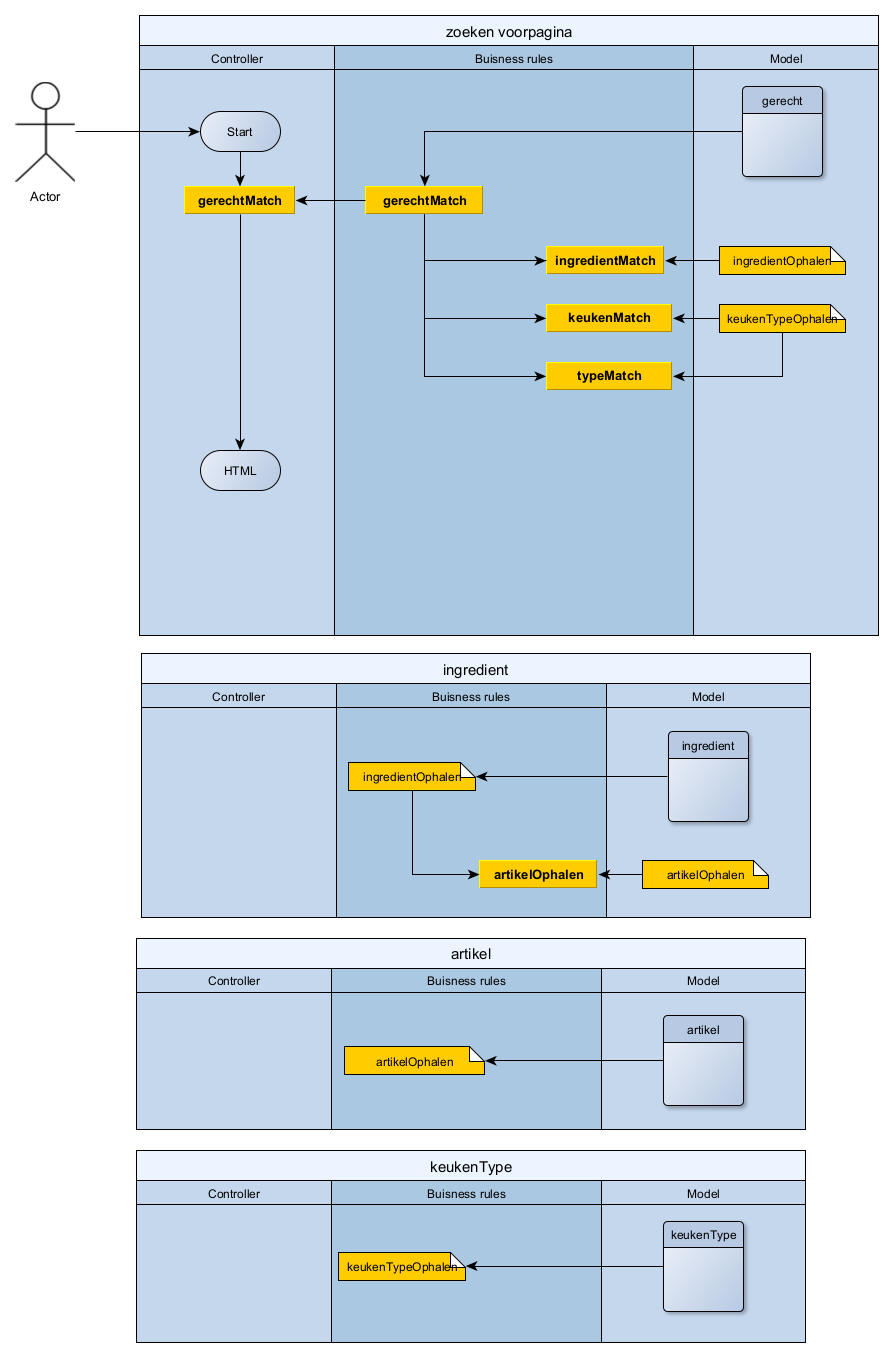 zoeken voorpagina
Controller
Buisness rules
Model
gerecht
Start
Actor
gerechtMatch
gerechtMatch
ingredientMatch
ingredientOphalen
keukenMatch
keukenTypeOphalen
typeMatch
HTML
ingredient
Controller
Buisness rules
Model
ingredient
ingredientOphalen
artikelOphalen
artikelOphalen
artikel
Controller
Buisness rules
Model
artikel
artikelOphalen
keukenType
Controller
Buisness rules
Model
keukenType
keukenTypeOphalen